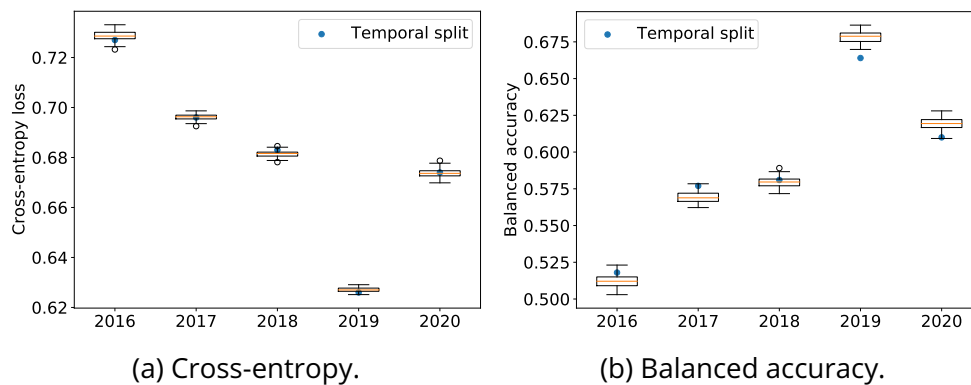 Cross-entropy loss
0.72
0.70
0.68
0.66
0.64
0.62
Temporal split
2016 2017 2018 2019 2020
(a) Cross-entropy.
Balanced accuracy
0.675
0.650
0.625
0.600
0.575
0.550
0.525
0.500
Temporal split
2016 2017 2018 2019 2020
(b) Balanced accuracy.